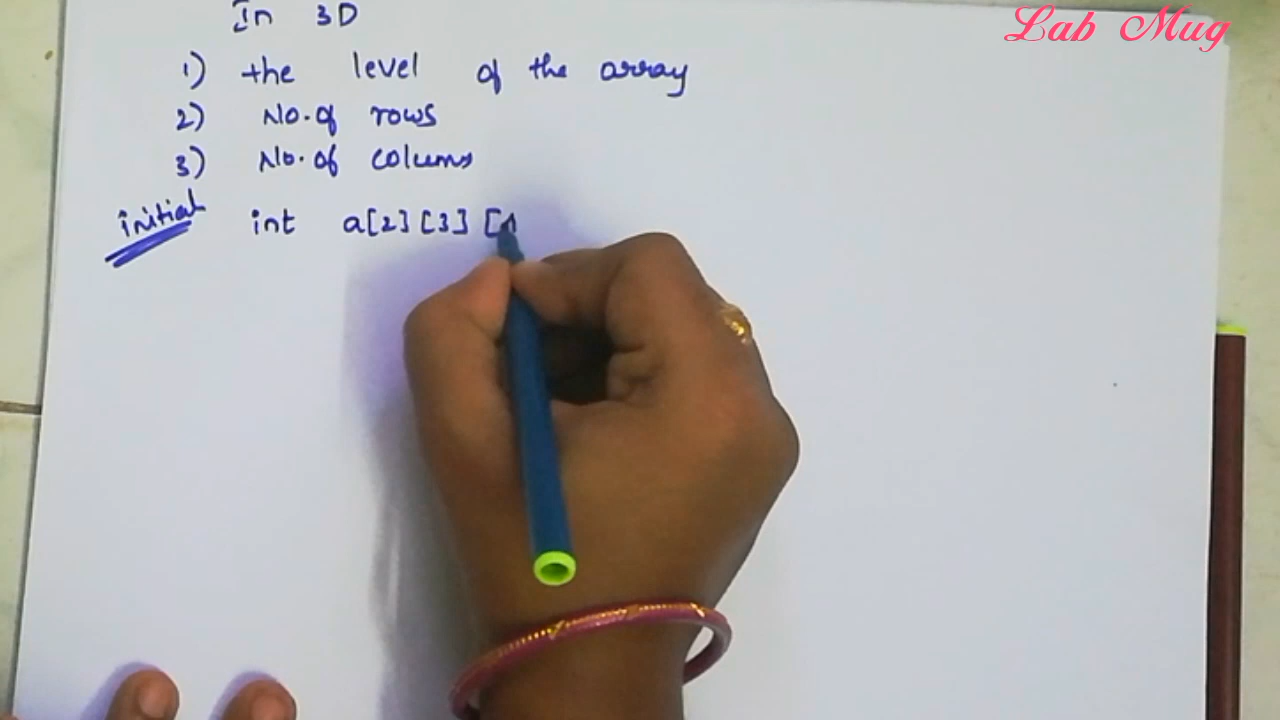 Lab Mug
In 3D
1) the level of the array
2) No. of rows
3) No. of colums
initial int a[2] [3] [